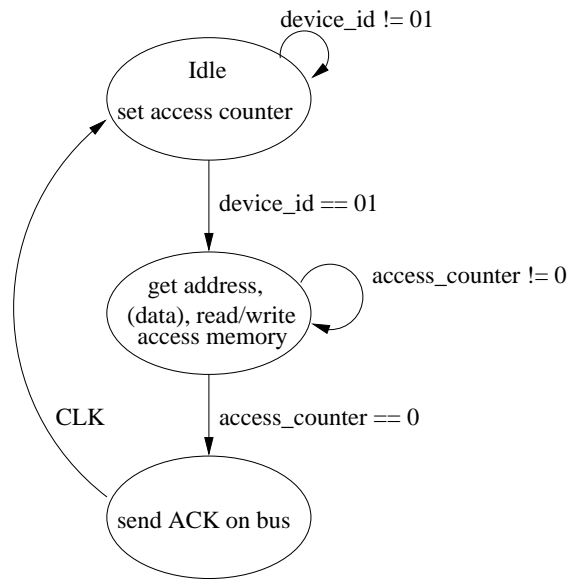 device_id != 01
Idle
set access counter
device_id == 01
get address,
(data), read/write
access memory
access_counter != 0
CLK
access_counter == 0
send ACK on bus